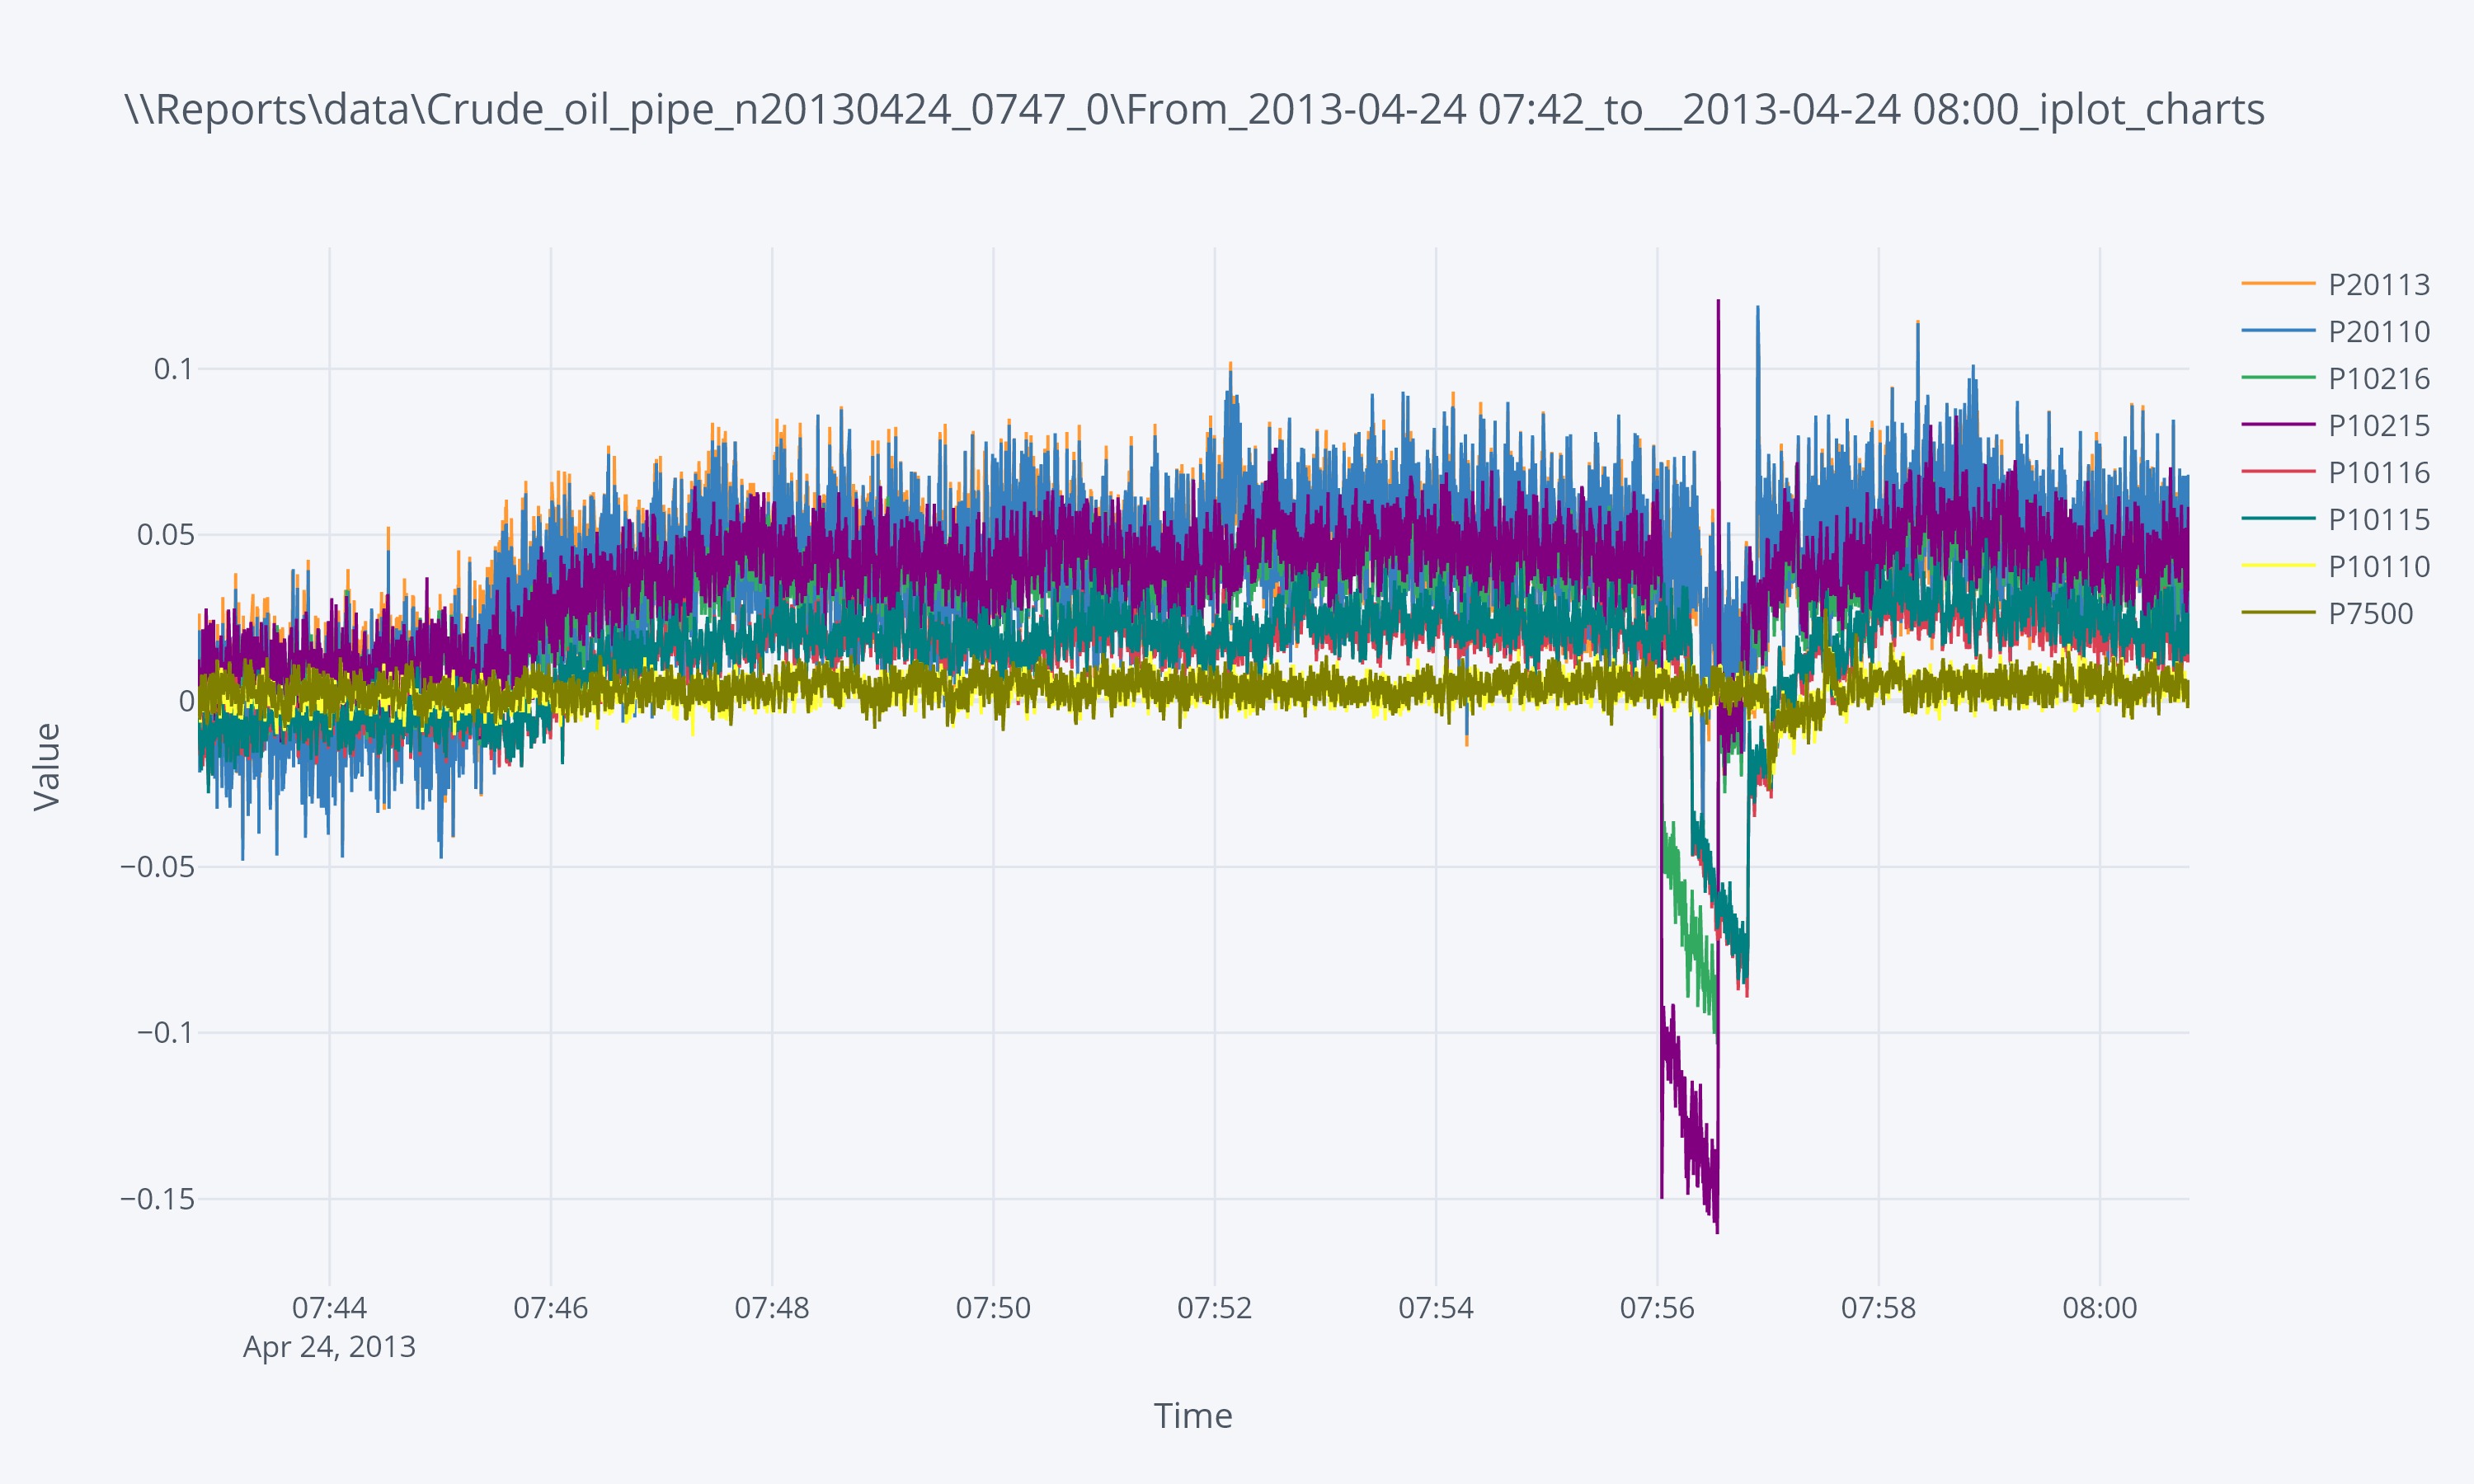 \\Reports\data\Crude_oil_pipe_n20130424_0747_0\From_2013-04-24 07:42_to__2013-04-24 08:00_iplot_charts
P20113
P20110
P10216
P10215
P10116
P10115
P10110
P7500
0.1
0.05
0
−0.05
−0.1
−0.15
Value
07:44 07:46 07:48 07:50 07:52 07:54 07:56 07:58 08:00
Apr 24, 2013
Time